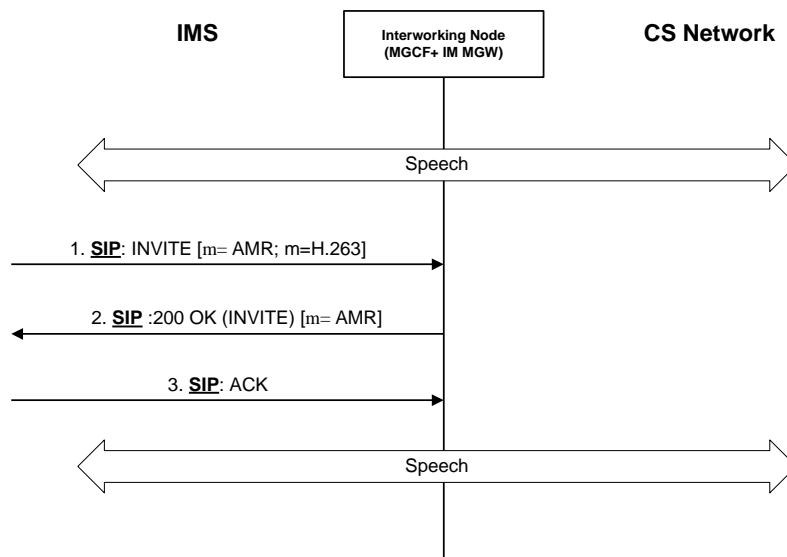 IMS
Interworking Node
(MGCF+ IM MGW)
CS Network
Speech
1. SIP: INVITE [m= AMR; m=H.263]
2. SIP :200 OK (INVITE) [m= AMR]
3. SIP: ACK
Speech